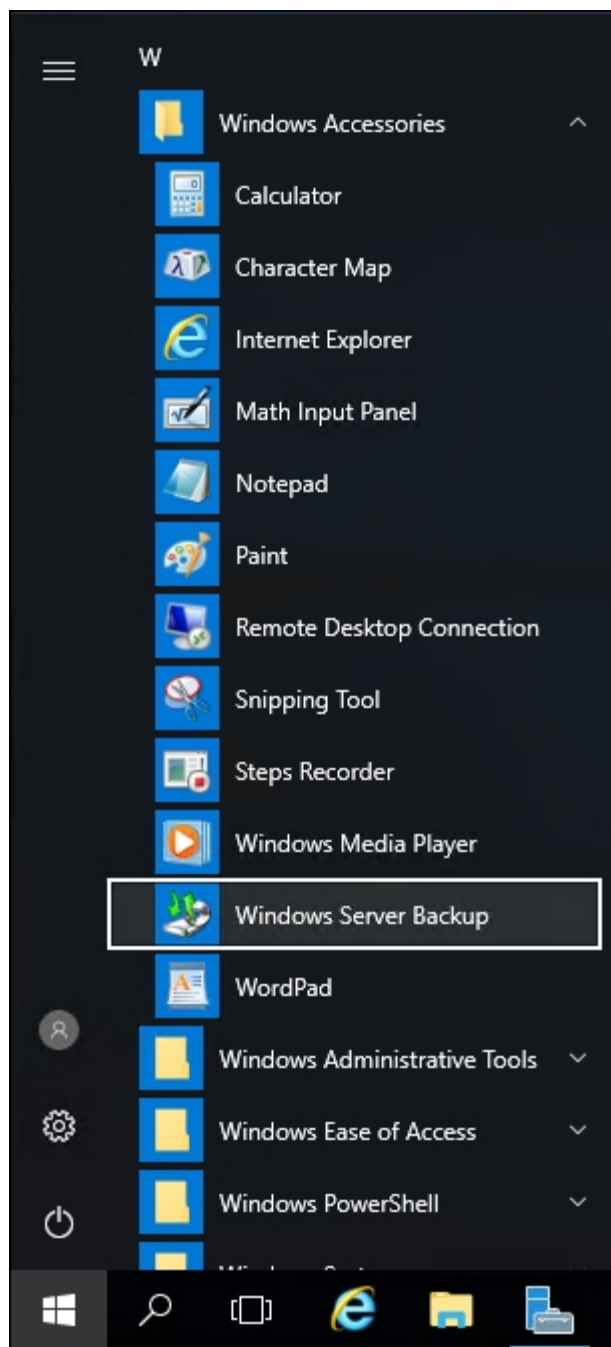 W
Windows Accessories
Calculator
Character Map
Internet Explorer
Math Input Panel
Notepad
Paint
Remote Desktop Connection
Snipping Tool
Steps Recorder
Windows Media Player
Windows Server Backup
WordPad
Windows Administrative Tools
Windows Ease of Access
Windows PowerShell